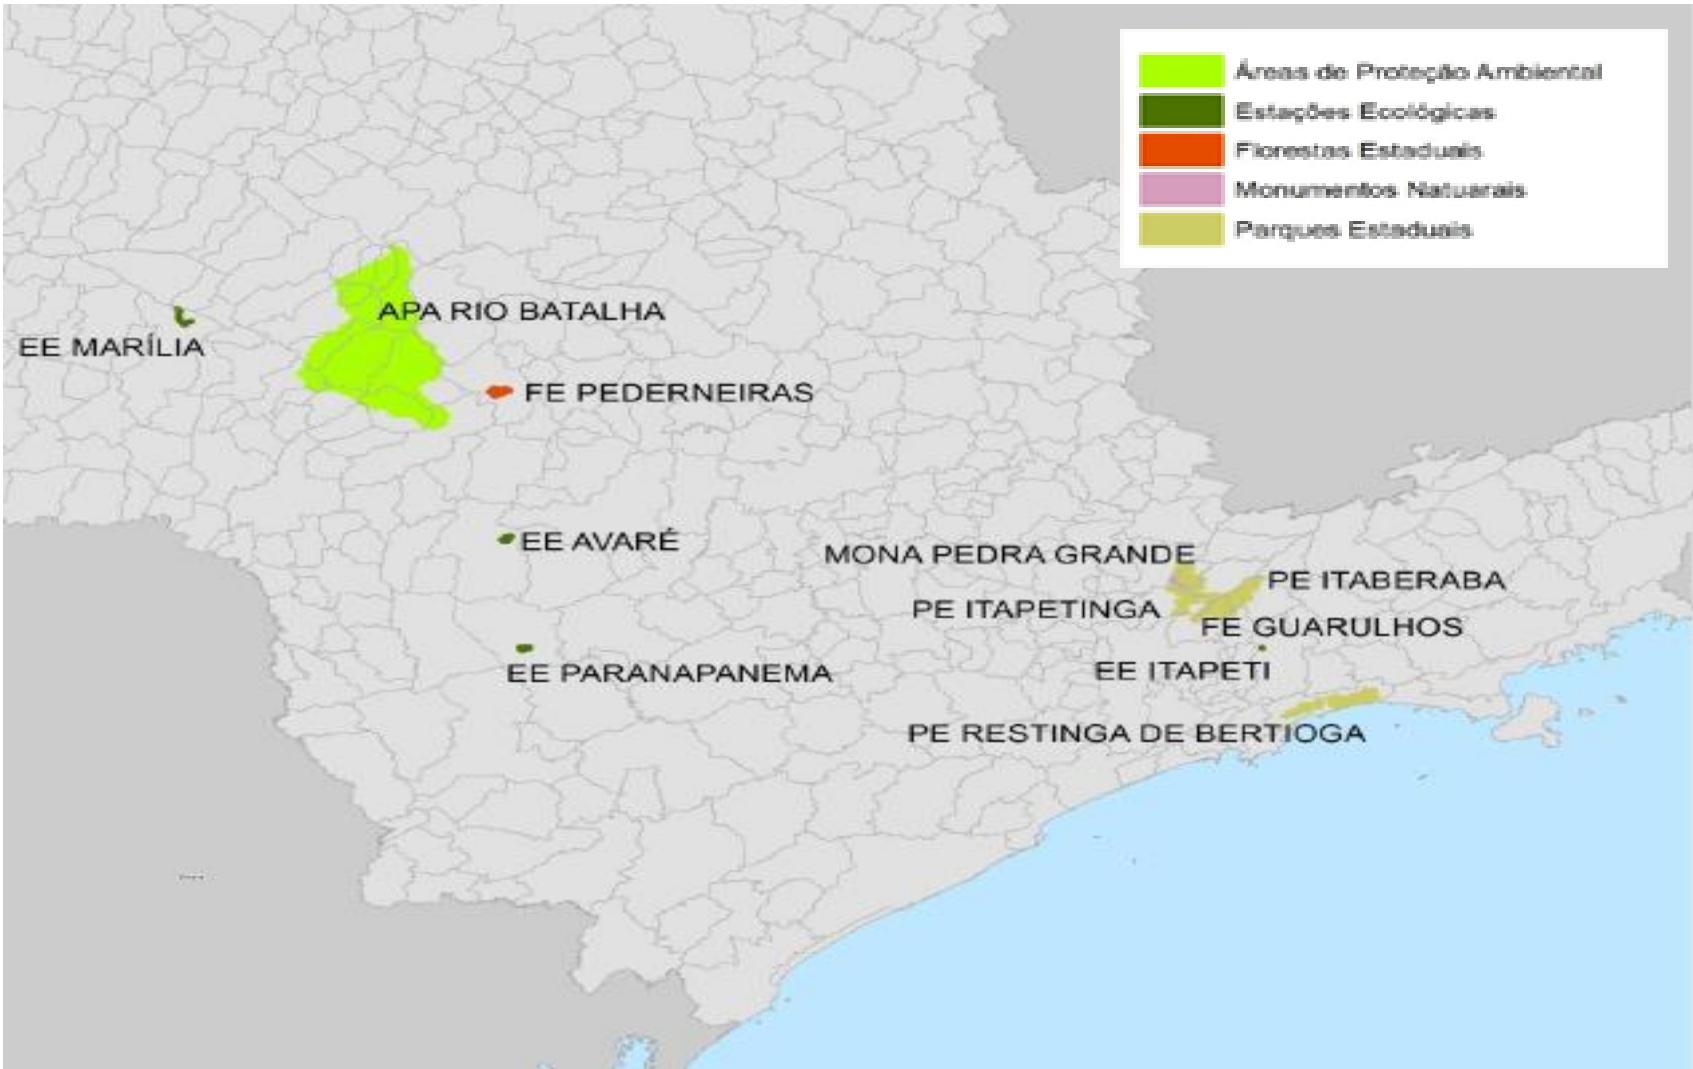 Áreas de Proteção Ambiental
Estações Ecológicas
Florestas Estaduais
Monumentos Natuarais
Parques Estaduais
APA RIO BATALHA
EE MARÍLIA
FE PEDERNEIRAS
EE AVARÉ
MONA PEDRA GRANDE
PE ITABERABA
PE ITAPETINGA
FE GUARULHOS
EE ITAPETI
EE PARANAPANEMA
PE RESTINGA DE BERTIOGA